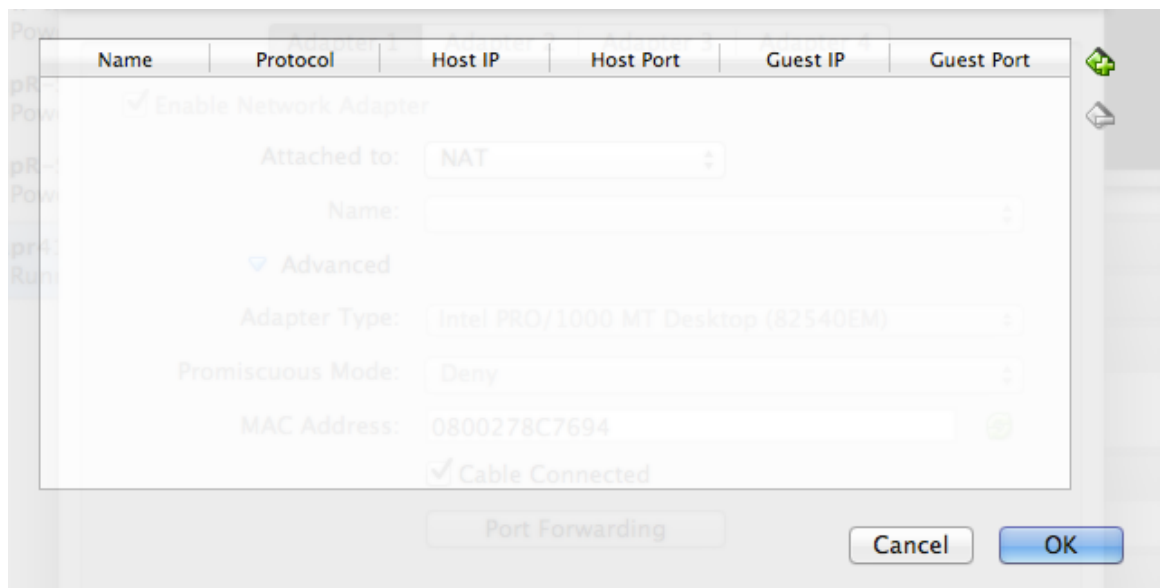 Adapter 1 Adapter 2 Adapter 3 Adapter 4
Name Protocol Host IP Host Port Guest IP Guest Port
Enable Network Adapter
Attached to: NAT
Name:
Advanced
Adapter Type: Intel PRO/1000 MT Desktop (82540EM)
Promiscuous Mode: Deny
MAC Address: 0800278C7694
Cable Connected
Port Forwarding
Cancel OK